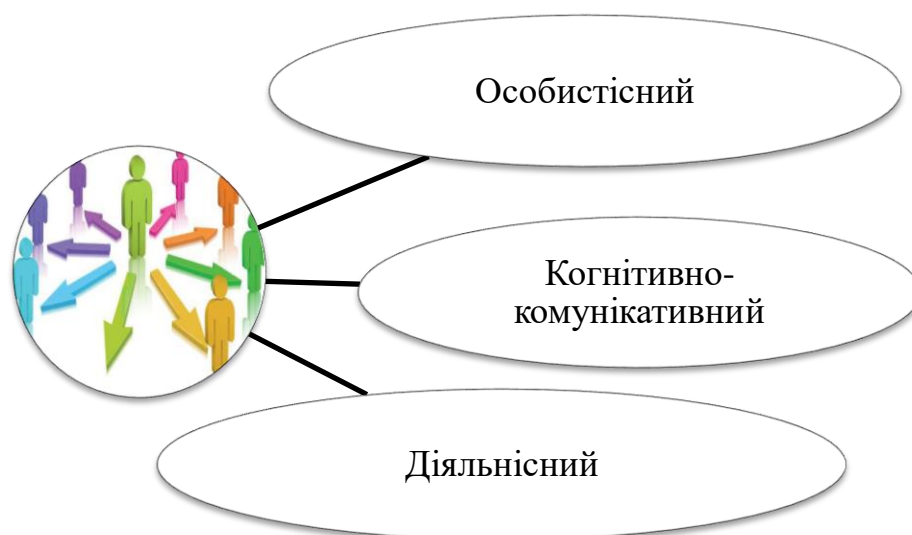 Особистісний
Когнітивно-
комунікативний
Діяльнісний